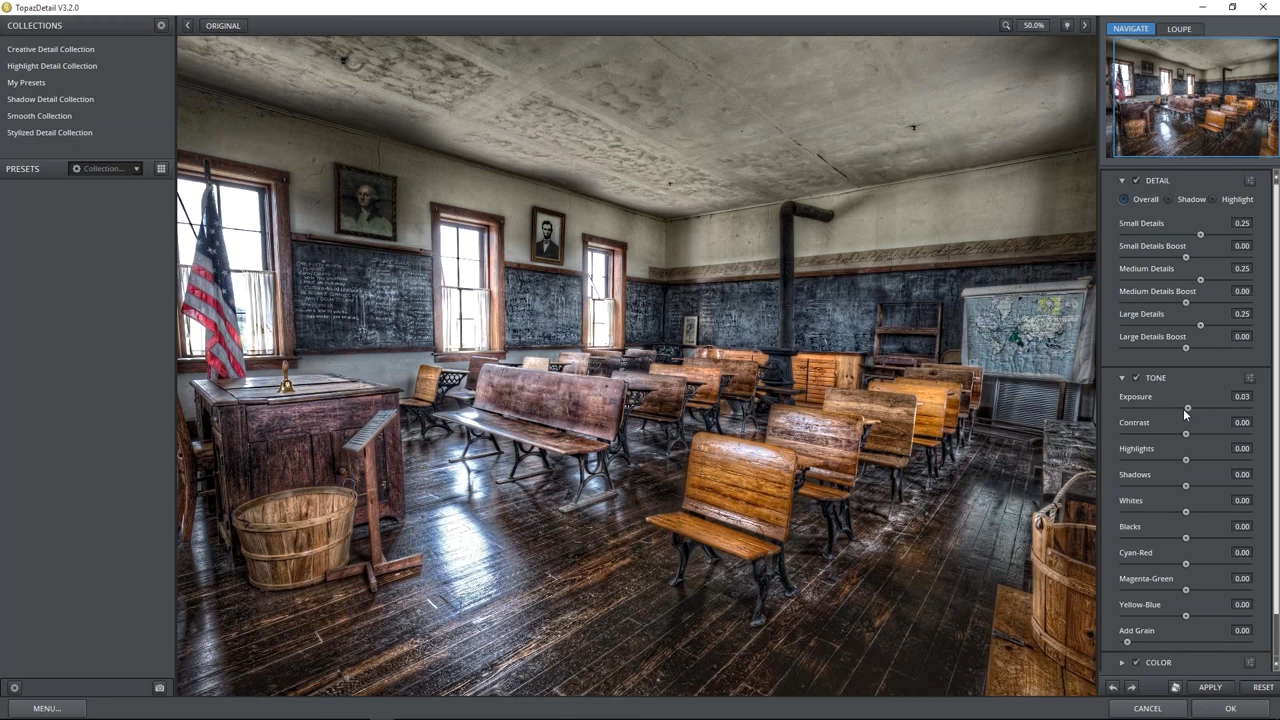 TopazDetail V3.2.0
COLLECTIONS
Creative Detail Collection
Highlight Detail Collection
My Presets
Shadow Detail Collection
Smooth Collection
Stylized Detail Collection
PRESETS
Collection...
ORIGINAL
50.0%
NAVIGATE LOUPE
DETAIL
Overall Shadow Highlight
Small Details 0.25
Small Details Boost 0.00
Medium Details 0.25
Medium Details Boost 0.00
Large Details 0.25
Large Details Boost 0.00
TONE
Exposure 0.03
Contrast 0.00
Highlights 0.00
Shadows 0.00
Whites 0.00
Blacks 0.00
Cyan-Red 0.00
Magenta-Green 0.00
Yellow-Blue 0.00
Add Grain 0.00
COLOR
APPLY RESET
MENU... CANCEL OK